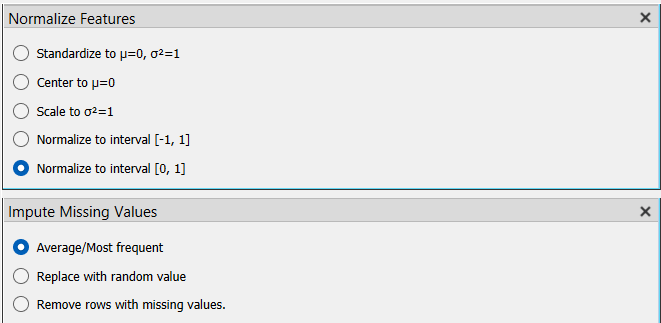 Normalize Features
Standardize to μ=0, σ²=1
Center to μ=0
Scale to σ²=1
Normalize to interval [-1, 1]
Normalize to interval [0, 1]
Impute Missing Values
Average/Most frequent
Replace with random value
Remove rows with missing values.